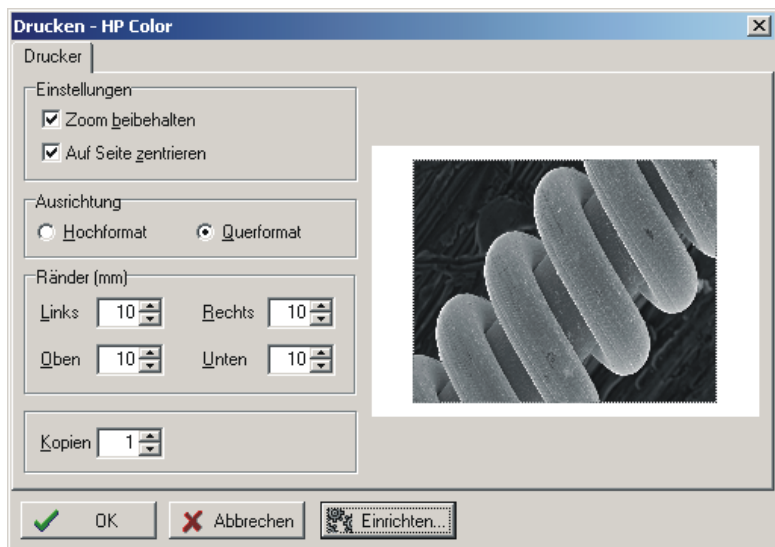 Drucken - HP Color
Drucker
Einstellungen
Zoom beibehalten
Auf Seite zentrieren
Ausrichtung
Hochformat Querformat
Ränder (mm)
Links 10 Rechts 10
Oben 10 Unten 10
Kopien 1
OK Abbrechen Einrichten...